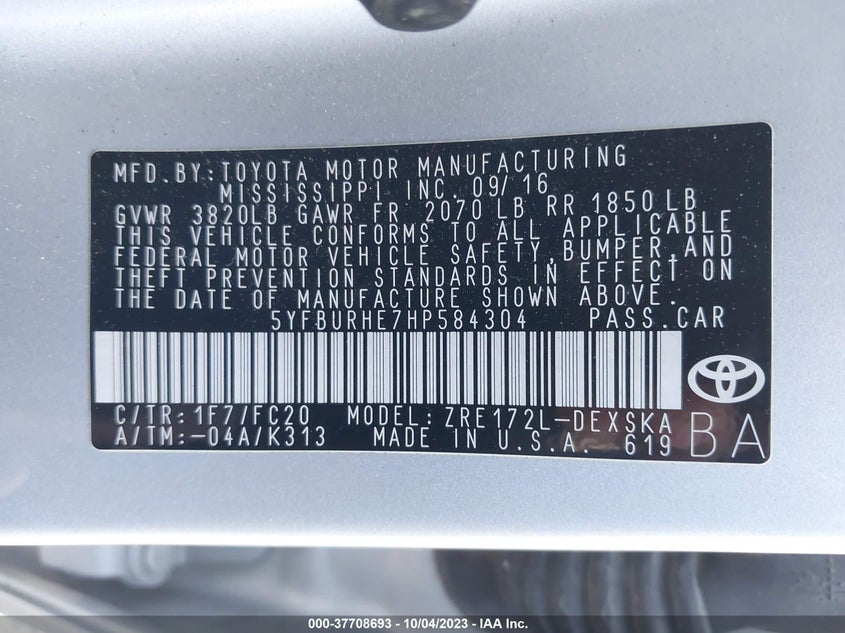 MFD. BY: TOYOTA MOTOR MANUFACTURING
MISSISSIPPI INC. 09/16
GVWR 3820LB GAWR FR 2070 LB RR 1850 LB
THIS VEHICLE CONFORMS TO ALL APPLICABLE
FEDERAL MOTOR VEHICLE SAFETY, BUMPER, AND
THEFT PREVENTION STANDARDS IN EFFECT ON
THE DATE OF MANUFACTURE SHOWN ABOVE.
5YFBURHE7HP584304 PASS. CAR
C/TR: 1F7/FC20 MODEL: ZRE172L-DEXSKA
A/TM: -04A/K313 MADE IN U.S.A. 619 BA
000-37708693 - 10/04/2023 - IAA Inc.